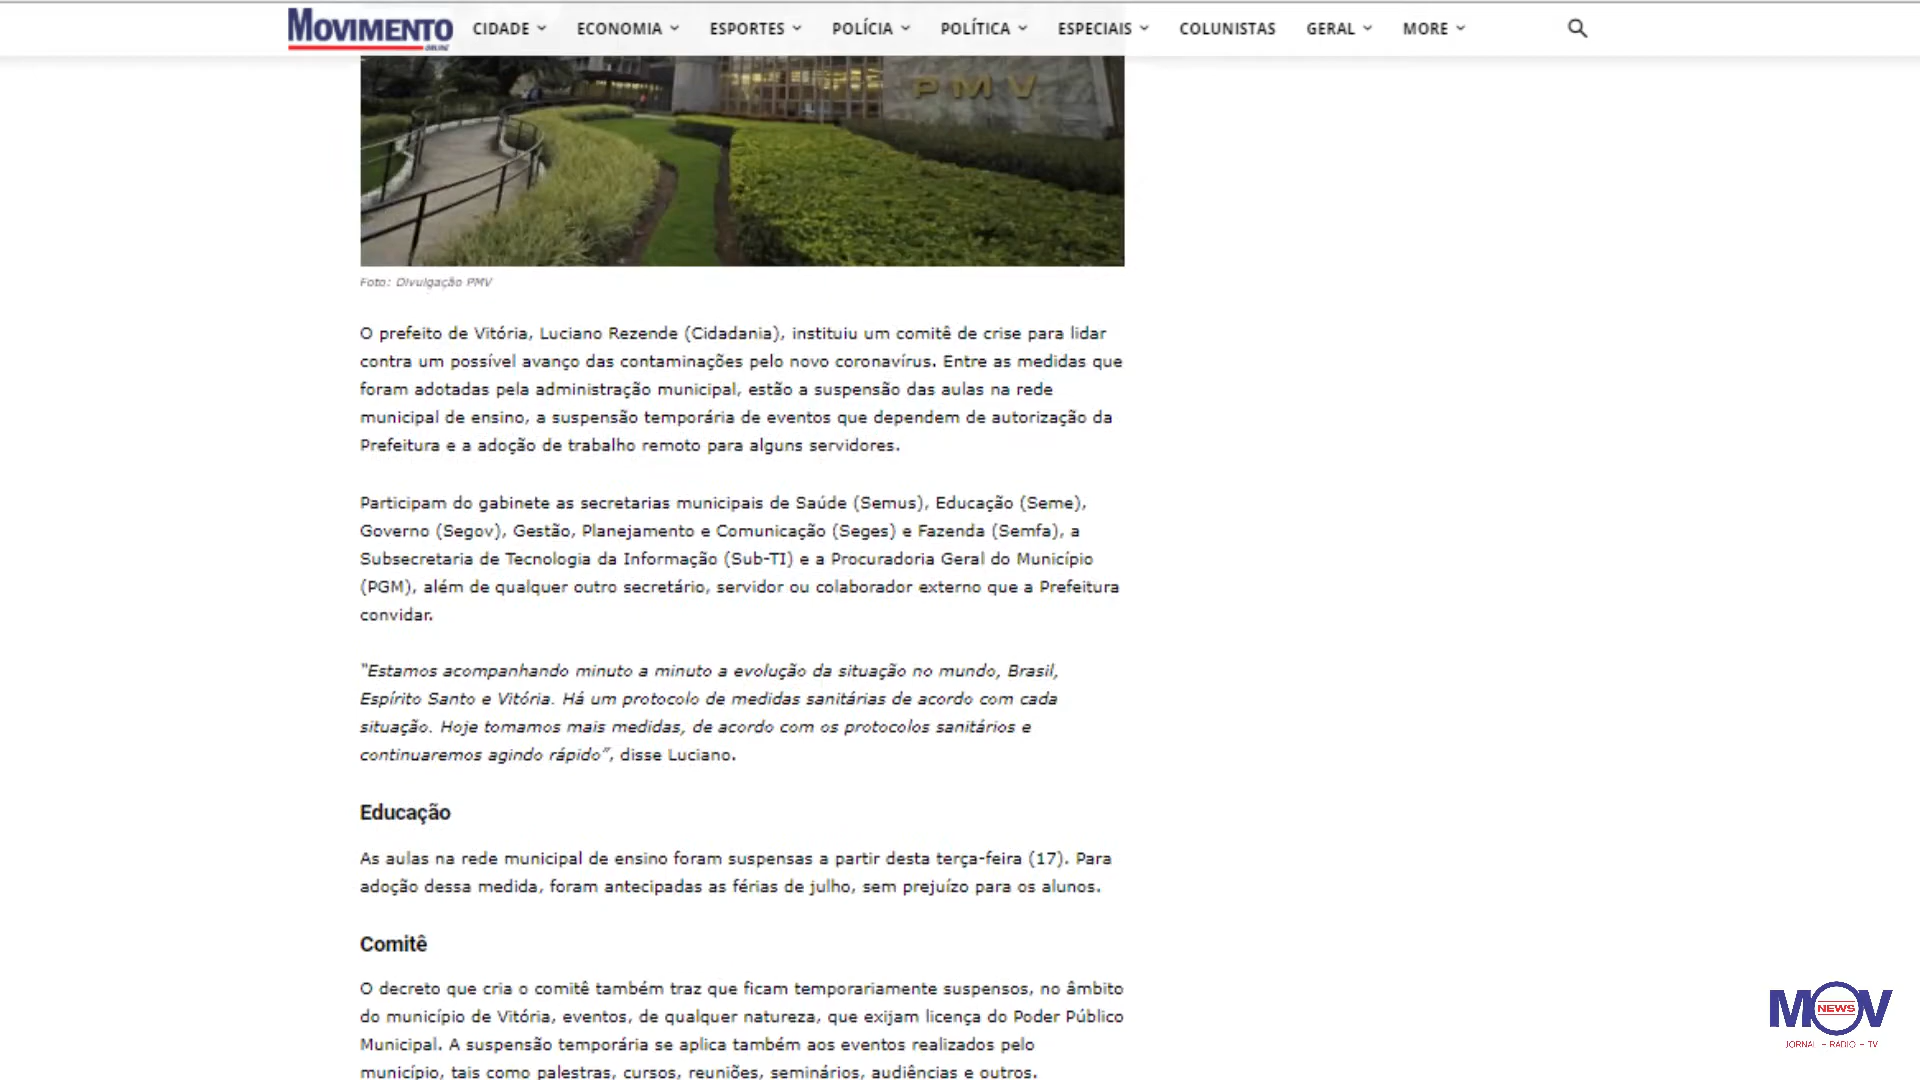 MOVIMENTO
ONLINE
CIDADE
ECONOMIA
ESPORTES
POLÍCIA
POLÍTICA
ESPECIAIS
COLUNISTAS
GERAL
MORE
PMV
Foto: Divulgação PMV
O prefeito de Vitória, Luciano Rezende (Cidadania), instituiu um comitê de crise para lidar
contra um possível avanço das contaminações pelo novo coronavírus. Entre as medidas que
foram adotadas pela administração municipal, estão a suspensão das aulas na rede
municipal de ensino, a suspensão temporária de eventos que dependem de autorização da
Prefeitura e a adoção de trabalho remoto para alguns servidores.
Participam do gabinete as secretarias municipais de Saúde (Semus), Educação (Seme),
Governo (Segov), Gestão, Planejamento e Comunicação (Seges) e Fazenda (Semfa), a
Subsecretaria de Tecnologia da Informação (Sub-TI) e a Procuradoria Geral do Município
(PGM), além de qualquer outro secretário, servidor ou colaborador externo que a Prefeitura
convidar.
“Estamos acompanhando minuto a minuto a evolução da situação no mundo, Brasil,
Espírito Santo e Vitória. Há um protocolo de medidas sanitárias de acordo com cada
situação. Hoje tomamos mais medidas, de acordo com os protocolos sanitários e
continuaremos agindo rápido”, disse Luciano.
Educação
As aulas na rede municipal de ensino foram suspensas a partir desta terça-feira (17). Para
adoção dessa medida, foram antecipadas as férias de julho, sem prejuízo para os alunos.
Comitê
O decreto que cria o comitê também traz que ficam temporariamente suspensos, no âmbito
do município de Vitória, eventos, de qualquer natureza, que exijam licença do Poder Público
Municipal. A suspensão temporária se aplica também aos eventos realizados pelo
município, tais como palestras, cursos, reuniões, seminários, audiências e outros.
MOV
NEWS
JORNAL - RADIO - TV